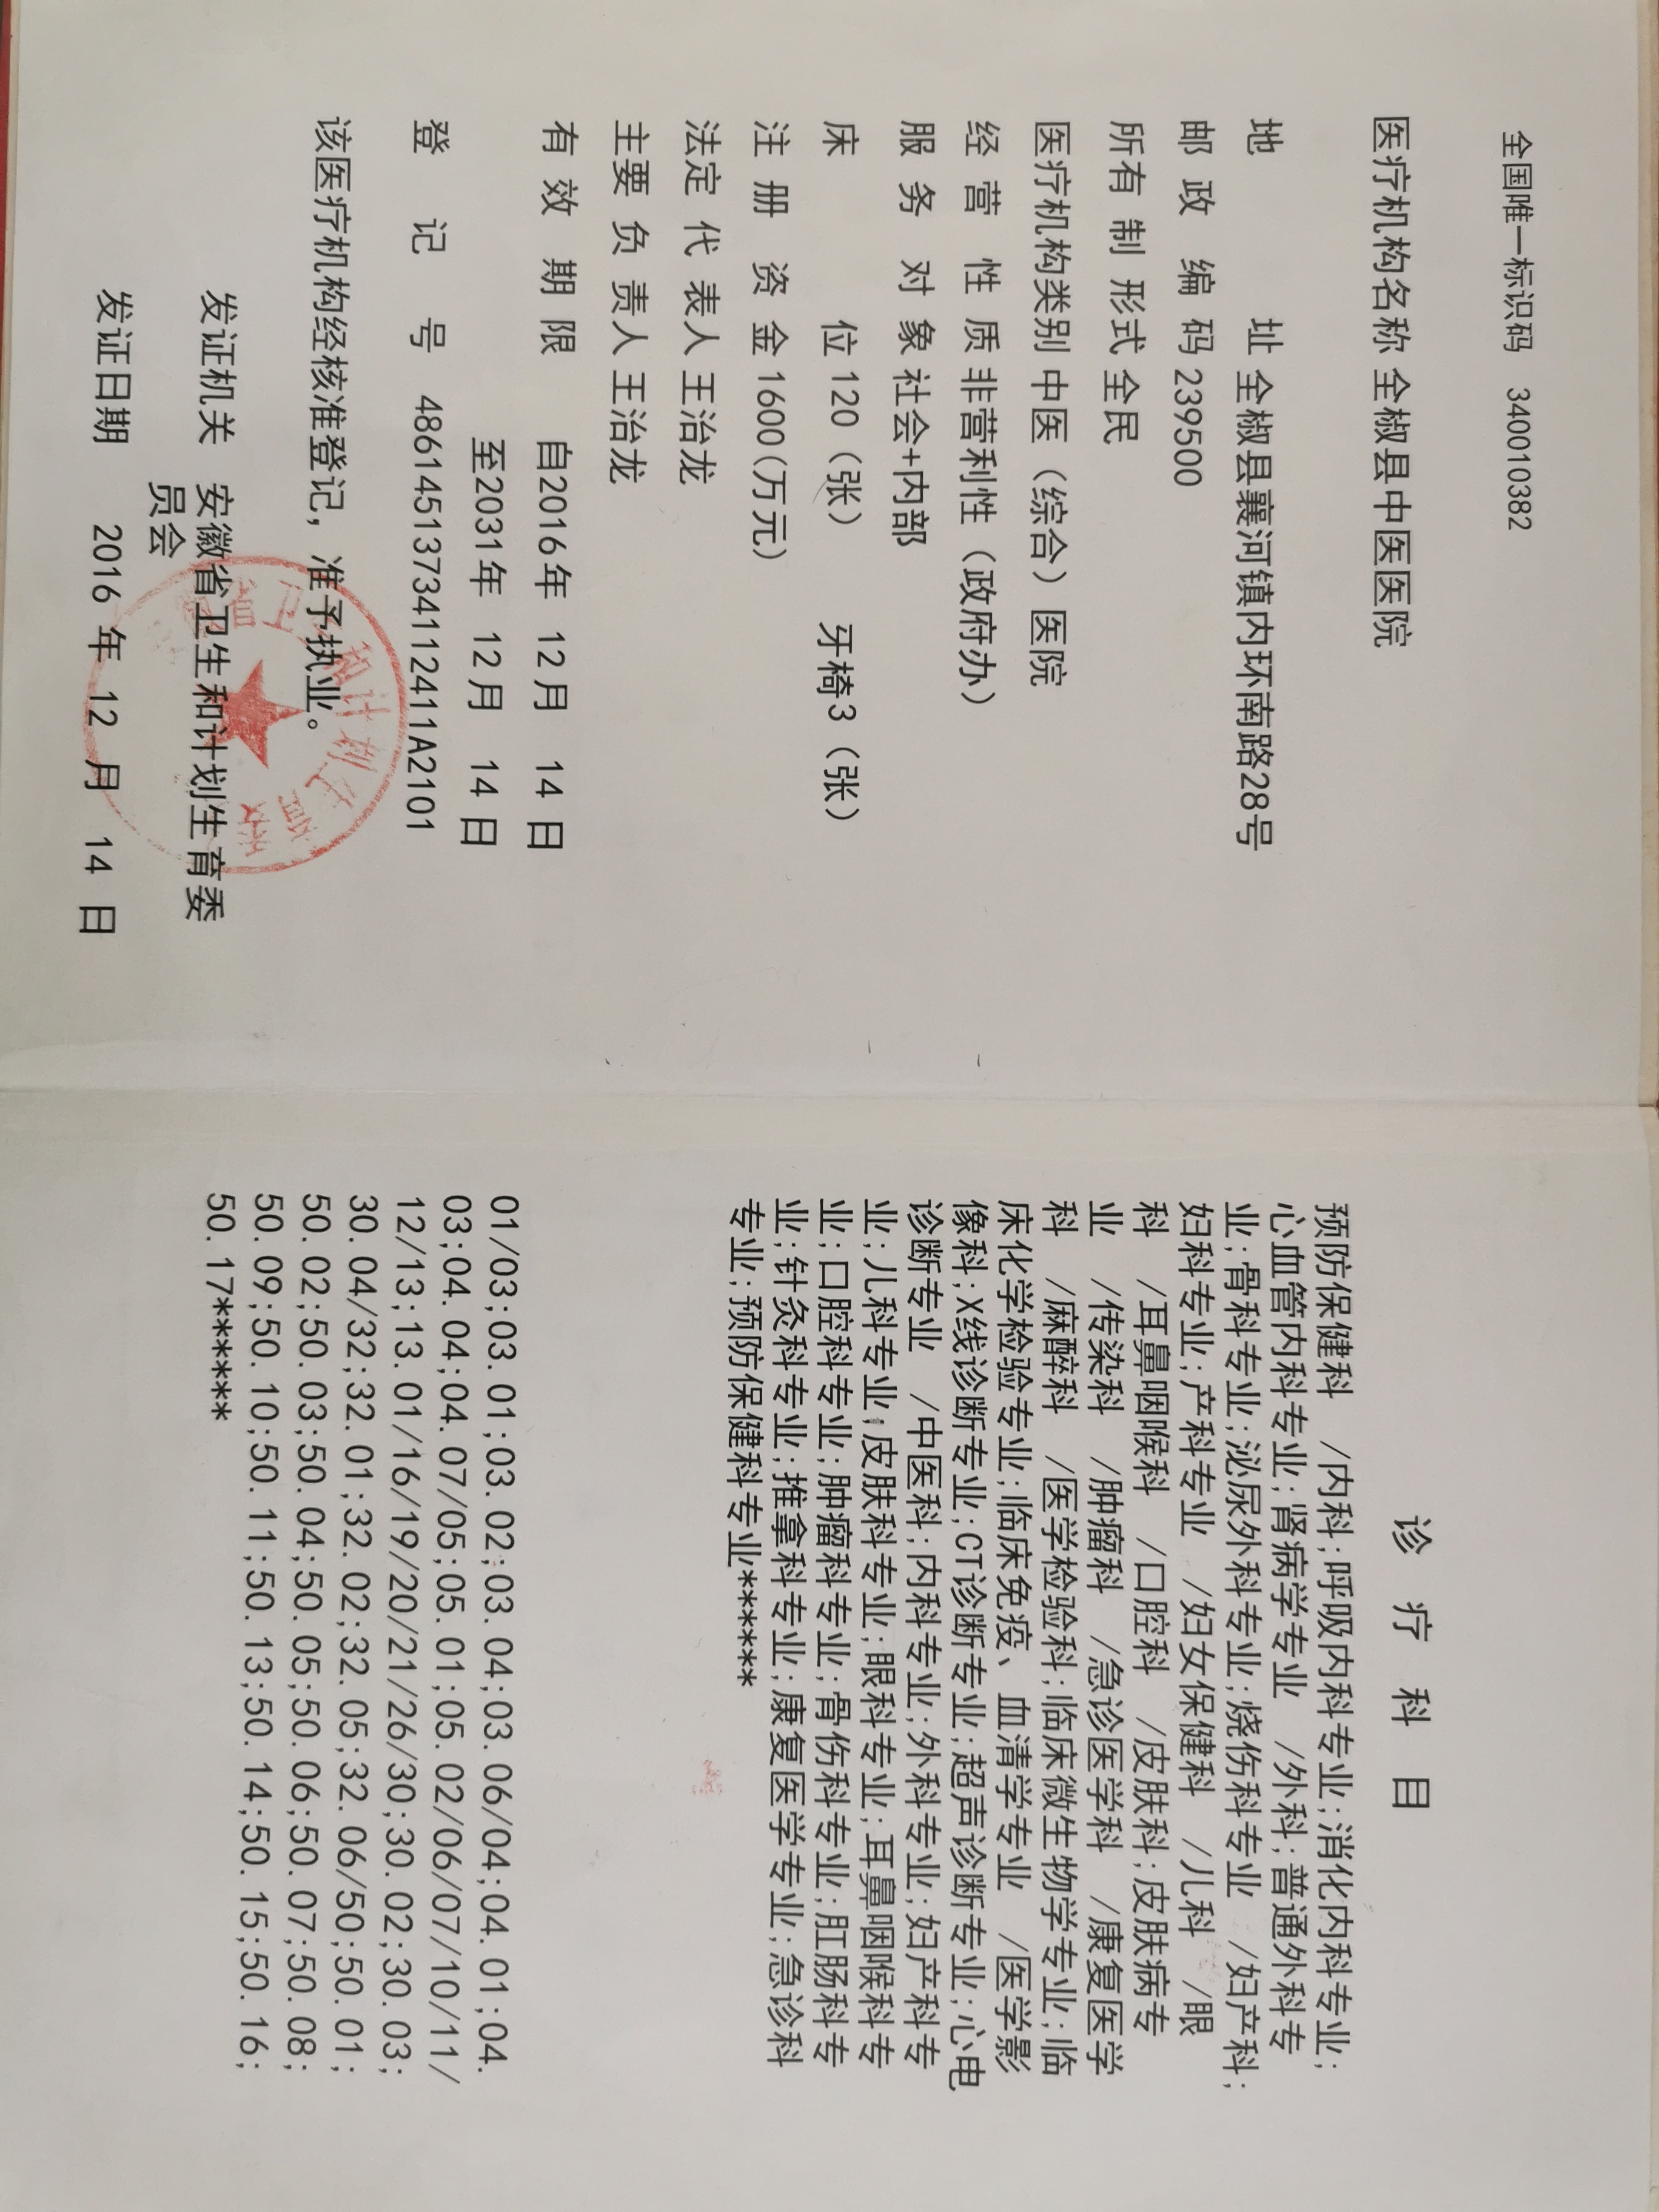 全国唯一标识码 340010382
医疗机构名称 全椒县中医医院
地 址 全椒县襄河镇内环南路28号
邮政编码 239500
所有制形式 全民
医疗机构类别 中医（综合）医院
经营性质 非营利性（政府办）
服务对象 社会+内部
床 位 120（张） 牙椅3（张）
注册资金 1600(万元)
法定代表人 王治龙
主要负责人 王治龙
有效期限 自2016年 12月 14日
至2031年 12月 14日
登记号 48614513734112411A2101
该医疗机构经核准登记，准予执业。
发证机关 安徽省卫生和计划生育委
员会
发证日期 2016 年 12 月 14 日
诊疗科目
预防保健科 /内科;呼吸内科专业;消化内科专业;
心血管内科专业;肾病学专业 /外科;普通外科专
业;骨科专业;泌尿外科专业;烧伤科专业 /妇产科;
妇科专业;产科专业 /妇女保健科 /儿科 /眼
科 /耳鼻咽喉科 /口腔科 /皮肤科;皮肤病专
业 /传染科 /肿瘤科 /急诊医学科 /康复医学
科 /麻醉科 /医学检验科;临床微生物学专业;临
床化学检验专业;临床免疫、血清学专业 /医学影
像科;X线诊断专业;CT诊断专业;超声诊断专业;心电
诊断专业 /中医科;内科专业;外科专业;妇产科专
业;儿科专业;皮肤科专业;眼科专业;耳鼻咽喉科专
业;口腔科专业;肿瘤科专业;骨伤科专业;肛肠科专
业;针灸科专业;推拿科专业;康复医学专业;急诊科
专业;预防保健科专业******
01/03;03.01;03.02;03.04;03.06/04;04.01;04.
03;04.04;04.07/05;05.01;05.02/06/07/10/11/
12/13;13.01/16/19/20/21/26/30;30.02;30.03;
30.04/32;32.01;32.02;32.05;32.06/50;50.01;
50.02;50.03;50.04;50.05;50.06;50.07;50.08;
50.09;50.10;50.11;50.13;50.14;50.15;50.16;
50.17******